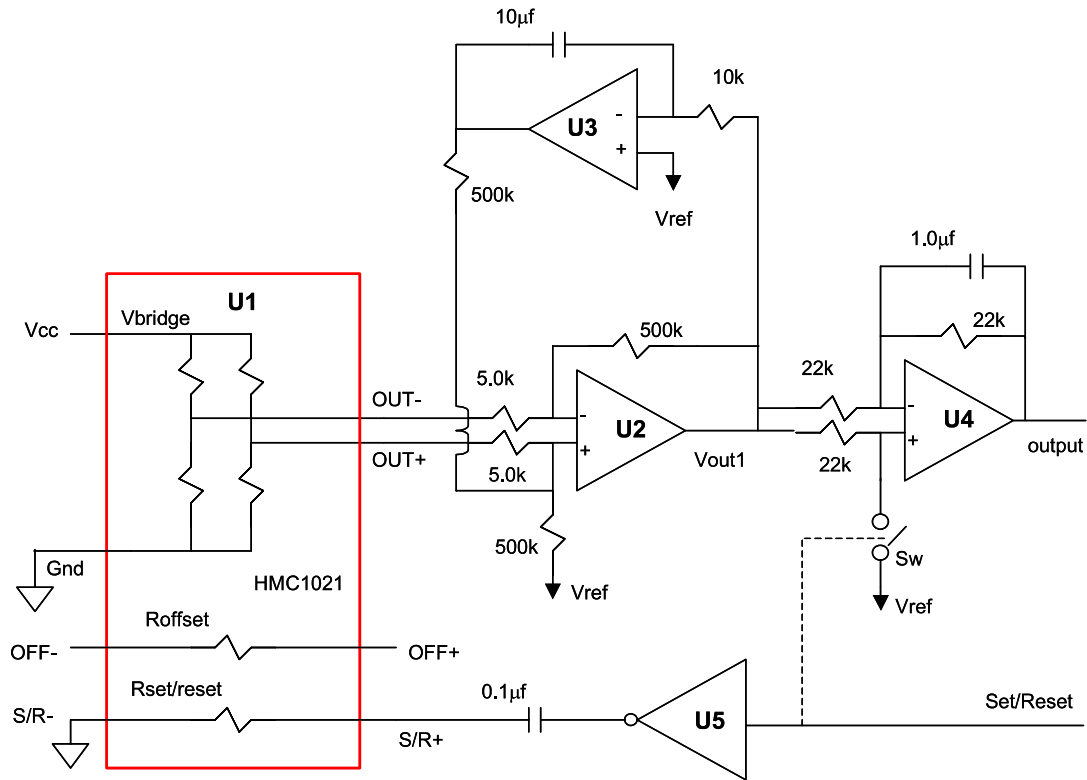 10μf
10k
U3
-
+
500k
Vref
1.0μf
U1
Vcc
Vbridge
500k
22k
5.0k
22k
OUT-
-
-
U2
U4
+
+
OUT+
output
Vout1
5.0k
22k
500k
Sw
Gnd
HMC1021
Vref
Vref
Roffset
OFF-
OFF+
Rset/reset
0.1μf
S/R-
U5
Set/Reset
S/R+